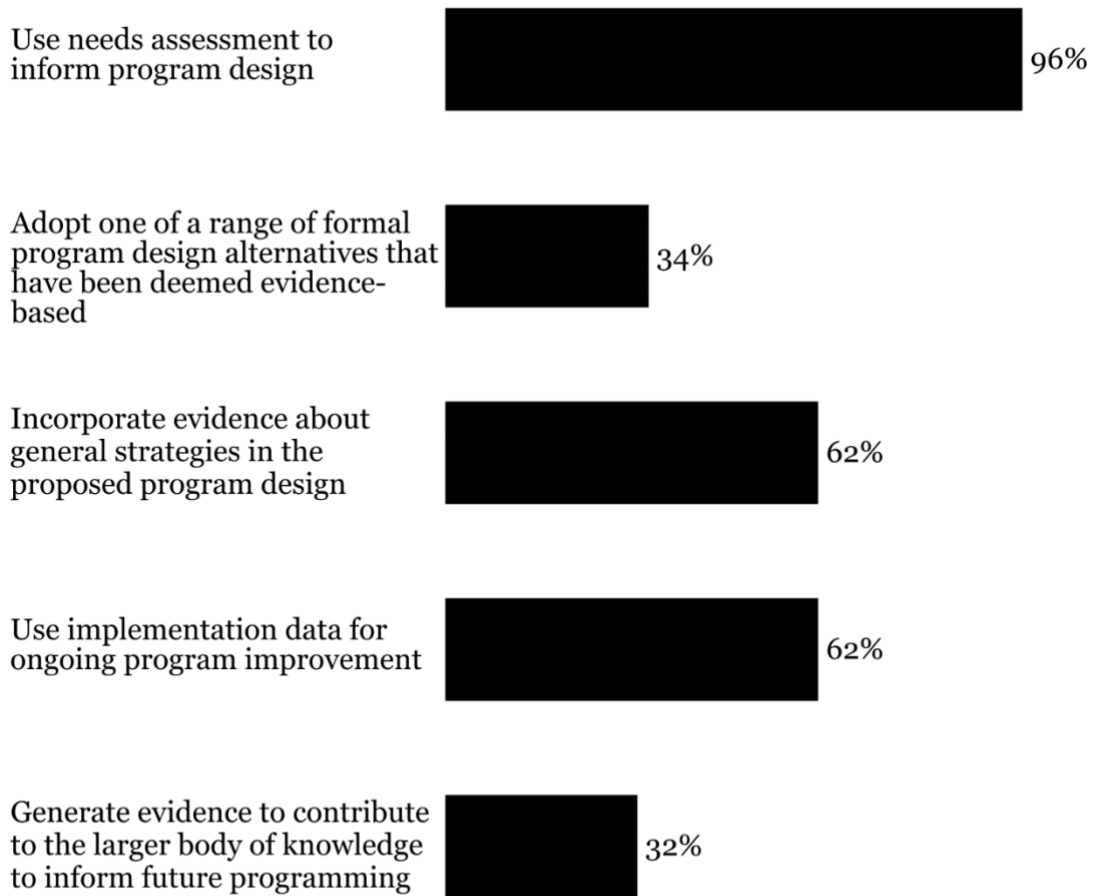 Use needs assessment to
inform program design
96%
Adopt one of a range of formal
program design alternatives that
have been deemed evidence-
based
34%
Incorporate evidence about
general strategies in the
proposed program design
62%
Use implementation data for
ongoing program improvement
62%
Generate evidence to contribute
to the larger body of knowledge
to inform future programming
32%